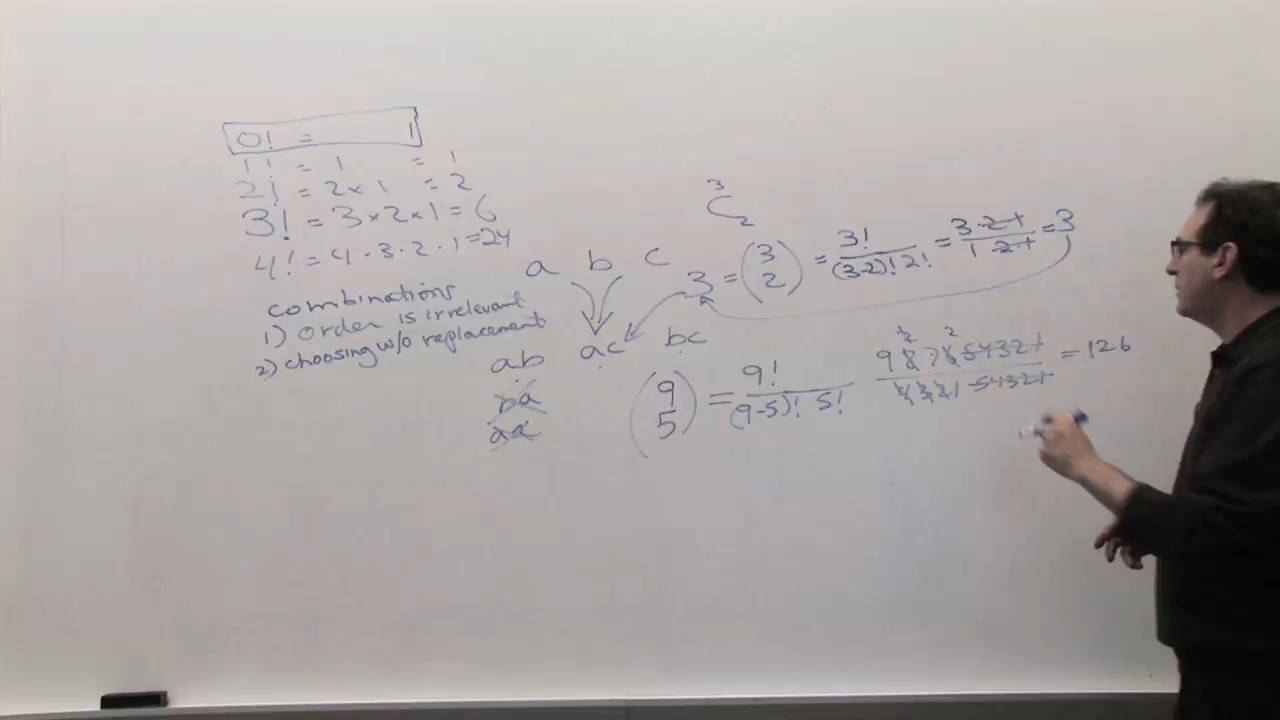 0! = 1
1! = 1 = 1
2! = 2×1 = 2
3! = 3×2×1 = 6
4! = 4·3·2·1 = 24
combinations
1) order is irrelevant
2) choosing w/o replacement
a b c
ab ac bc
ba
aa
3 C 2
3 = (3 2) = 3! / (3-2)! 2! = 3·2·1 / 1·2·1 = 3
(9 5) = 9! / (9-5)! 5! 9 8 7 6 5 4 3 2 1 / 4 3 2 1 5 4 3 2 1 = 126